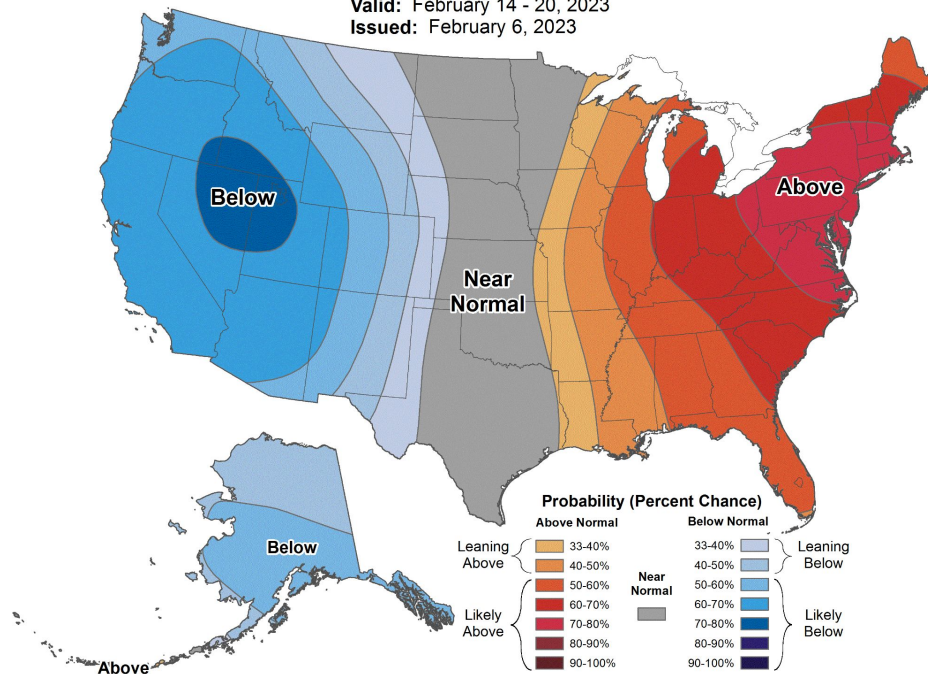 Valid: February 14 - 20, 2023
Issued: February 6, 2023
Below
Above
Near
Normal
Below
Above
Probability (Percent Chance)
Above Normal
Below Normal
Leaning
Above
33-40%
40-50%
50-60%
60-70%
70-80%
80-90%
90-100%
Likely
Above
Near
Normal
33-40%
40-50%
50-60%
60-70%
70-80%
80-90%
90-100%
Leaning
Below
Likely
Below